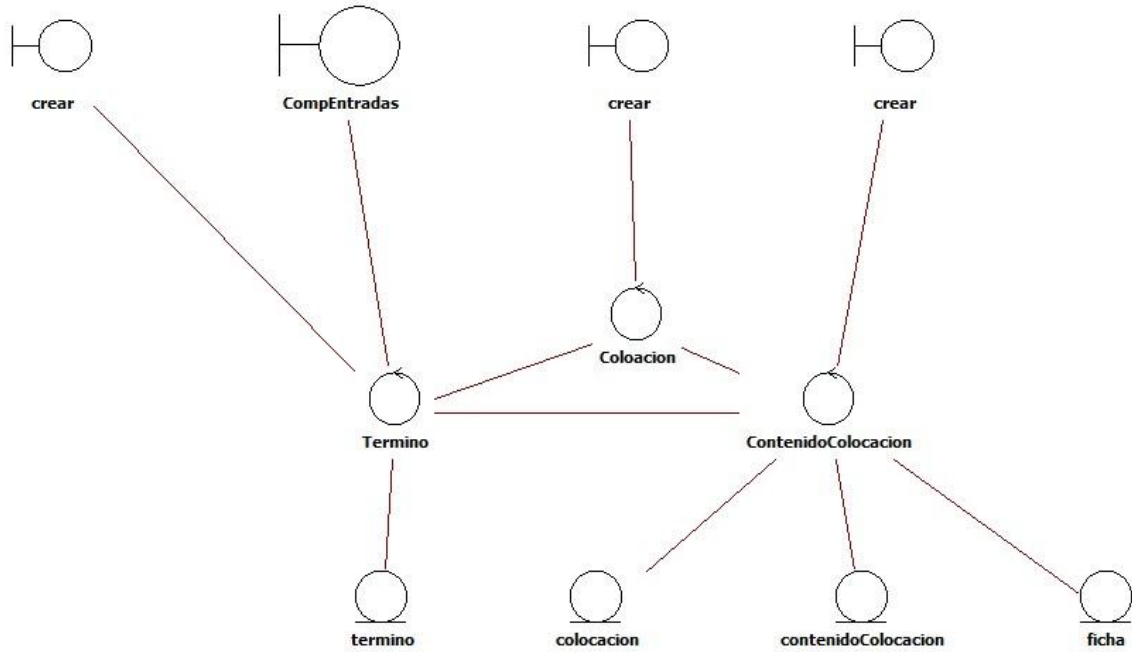 crear
CompEntradas
crear
crear
Coloacion
Termino
ContenidoColocacion
termino
colocacion
contenidoColocacion
ficha